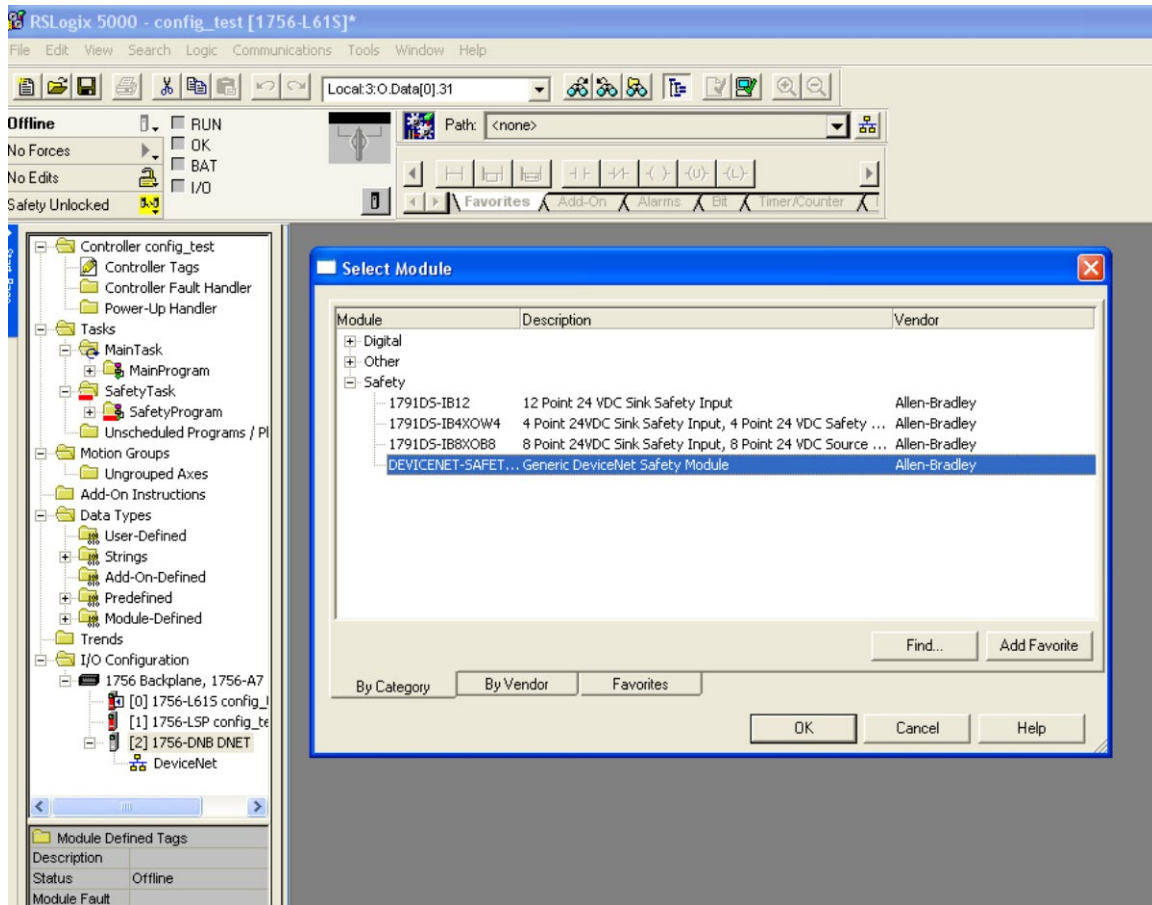 RSLogix 5000 - config_test [1756-L61S]*
File Edit View Search Logic Communications Tools Window Help
Local:3:O.Data[0].31
Offline
RUN
No Forces
OK
No Edits
BAT
Safety Unlocked
I/O
Path: <none>
Favorites Add-On Alarms Bit Timer/Counter
Start Page
Controller config_test
Controller Tags
Controller Fault Handler
Power-Up Handler
Tasks
MainTask
MainProgram
SafetyTask
SafetyProgram
Unscheduled Programs / Pl
Motion Groups
Ungrouped Axes
Add-On Instructions
Data Types
User-Defined
Strings
Add-On-Defined
Predefined
Module-Defined
Trends
I/O Configuration
1756 Backplane, 1756-A7
[0] 1756-L61S config_
[1] 1756-LSP config_te
[2] 1756-DNB DNET
DeviceNet
Module Defined Tags
Description
Status Offline
Module Fault
Select Module
Module Description Vendor
Digital
Other
Safety
1791DS-IB12 12 Point 24 VDC Sink Safety Input Allen-Bradley
1791DS-IB4XOW4 4 Point 24VDC Sink Safety Input, 4 Point 24 VDC Safety ... Allen-Bradley
1791DS-IB8XOB8 8 Point 24VDC Sink Safety Input, 8 Point 24 VDC Source ... Allen-Bradley
DEVICENET-SAFET... Generic DeviceNet Safety Module Allen-Bradley
Find... Add Favorite
By Category By Vendor Favorites
OK Cancel Help